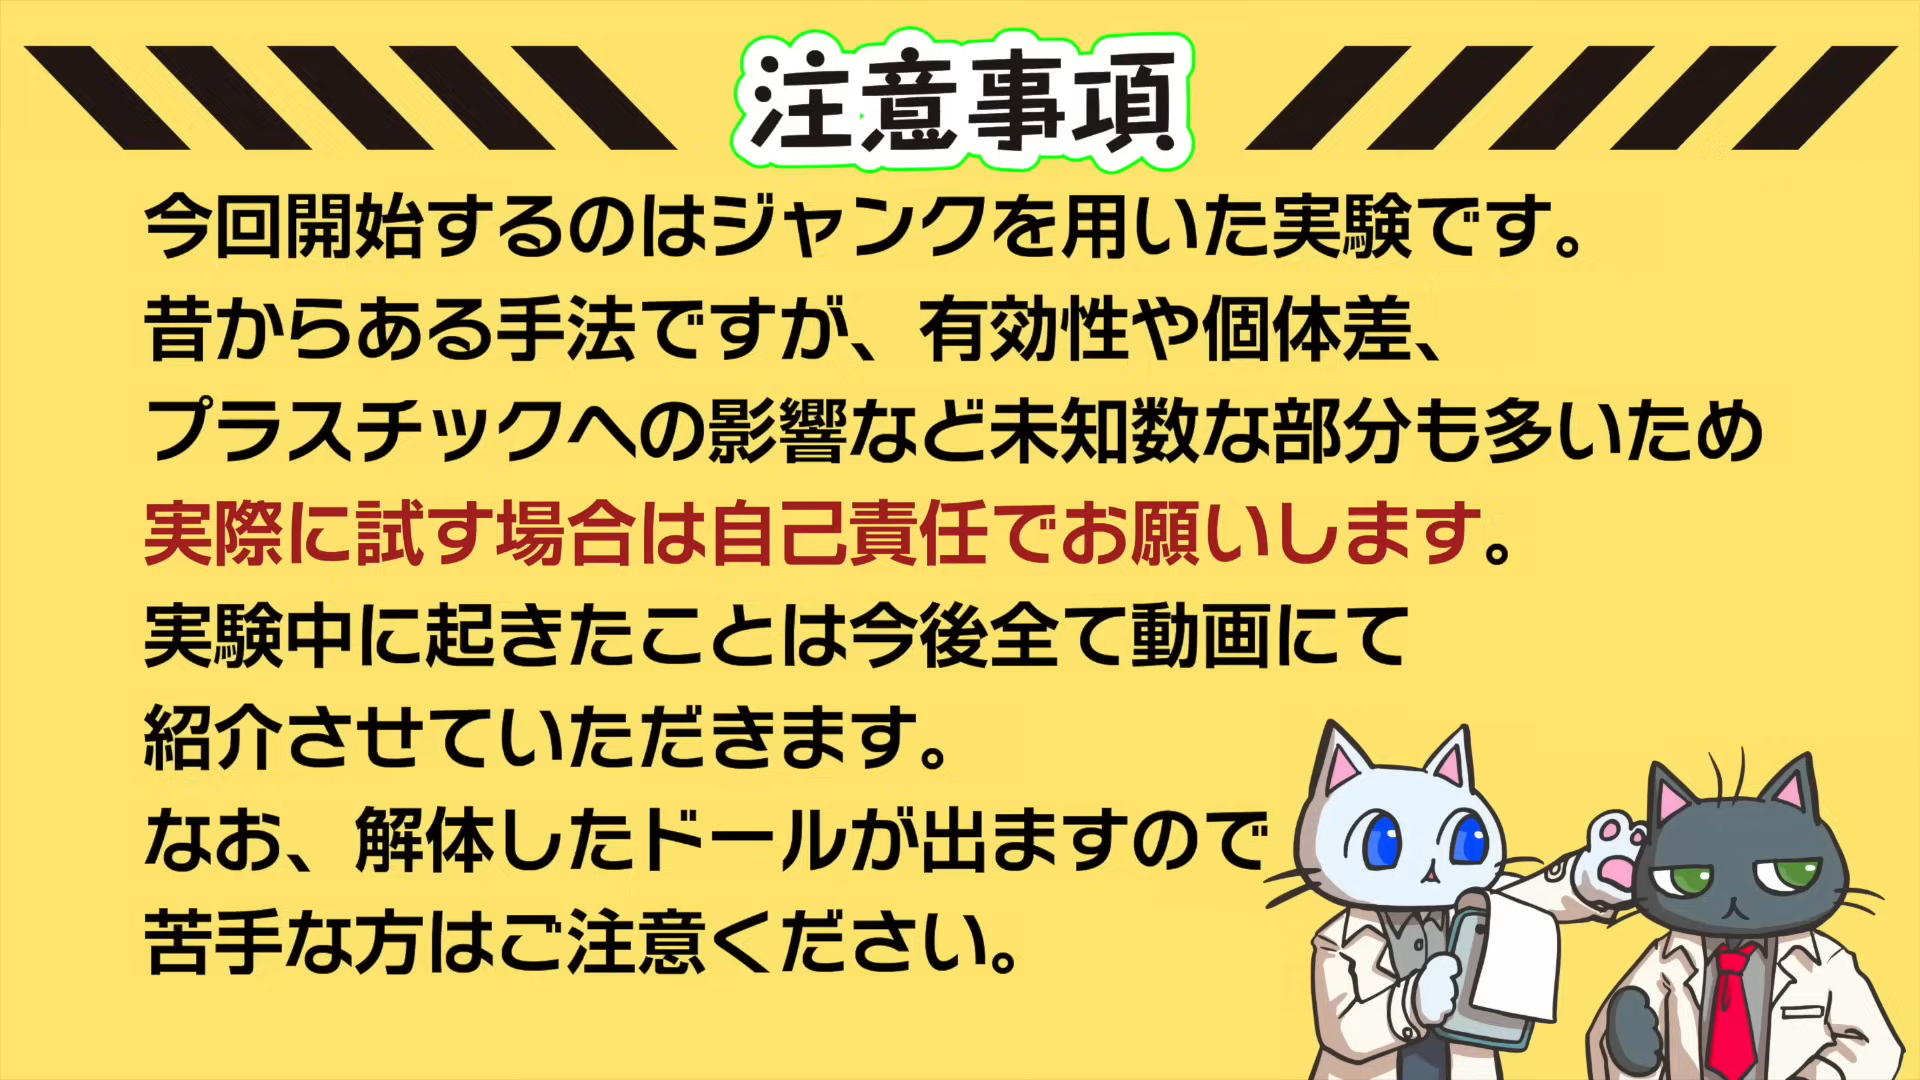 注意事項
今回開始するのはジャンクを用いた実験です。
昔からある手法ですが、有効性や個体差、
プラスチックへの影響など未知数な部分も多いため
実際に試す場合は自己責任でお願いします。
実験中に起きたことは今後全て動画にて
紹介させていただきます。
なお、解体したドールが出ますので
苦手な方はご注意ください。